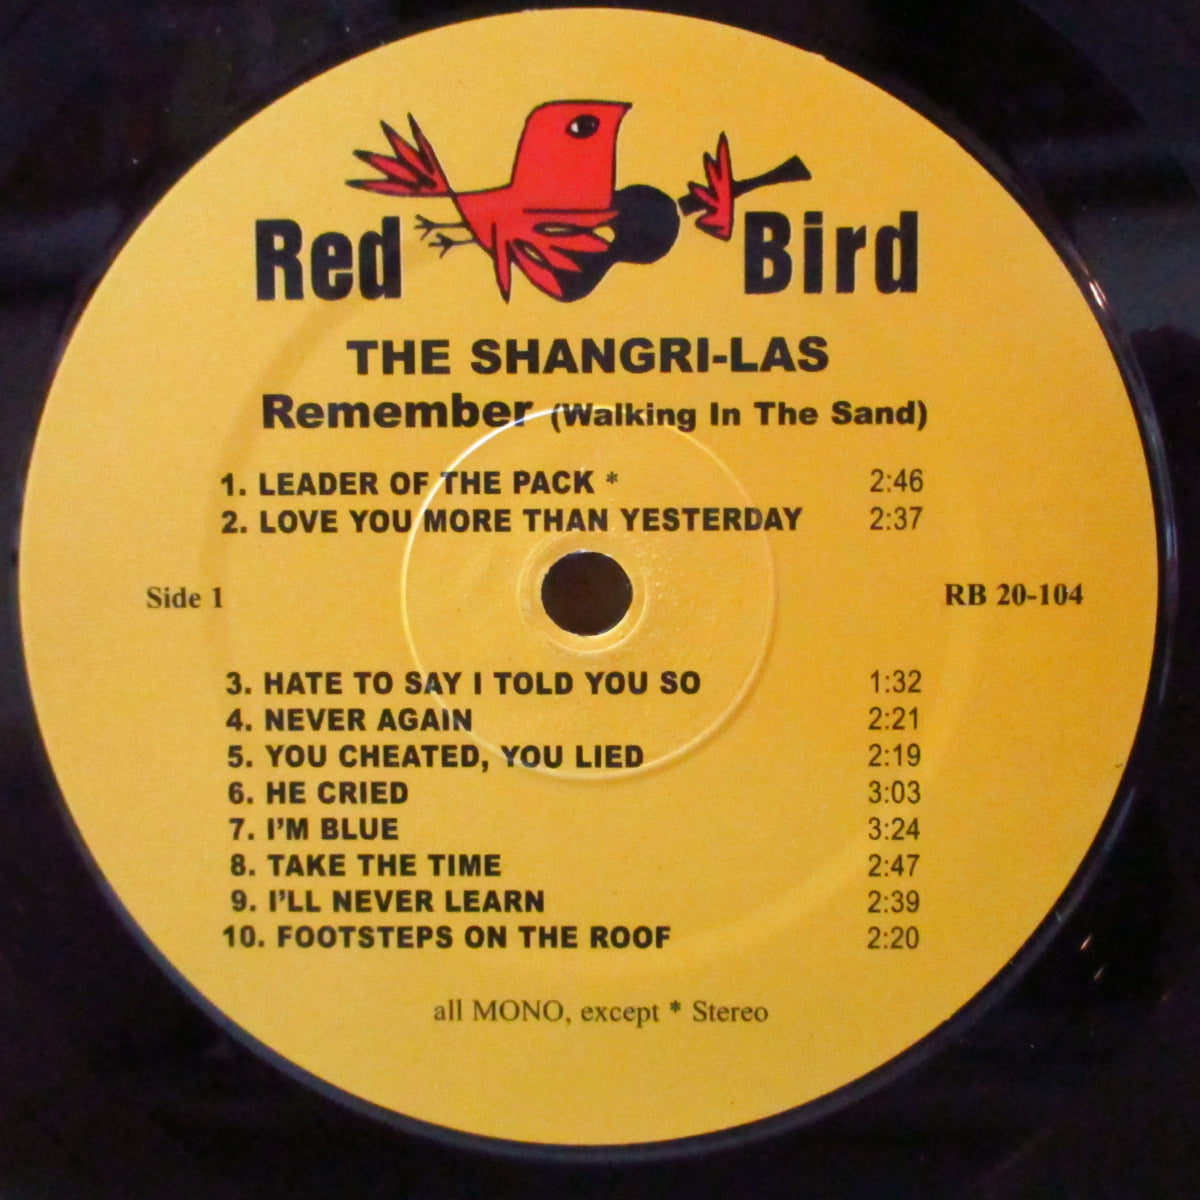 Red Bird
THE SHANGRI-LAS
Remember (Walking In The Sand)
1. LEADER OF THE PACK * 2:46
2. LOVE YOU MORE THAN YESTERDAY 2:37
Side 1 RB 20-104
3. HATE TO SAY I TOLD YOU SO 1:32
4. NEVER AGAIN 2:21
5. YOU CHEATED, YOU LIED 2:19
6. HE CRIED 3:03
7. I'M BLUE 3:24
8. TAKE THE TIME 2:47
9. I'LL NEVER LEARN 2:39
10. FOOTSTEPS ON THE ROOF 2:20
all MONO, except * Stereo